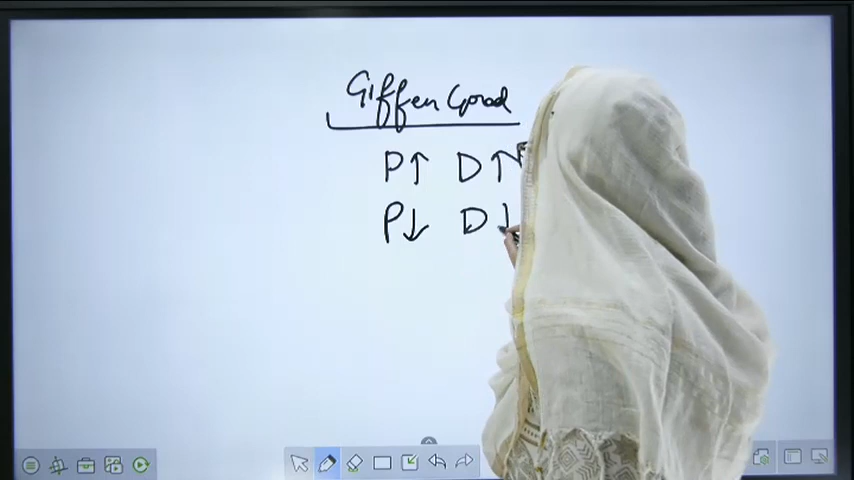 Giffen Good
P↑ D↑
P↓ D↓